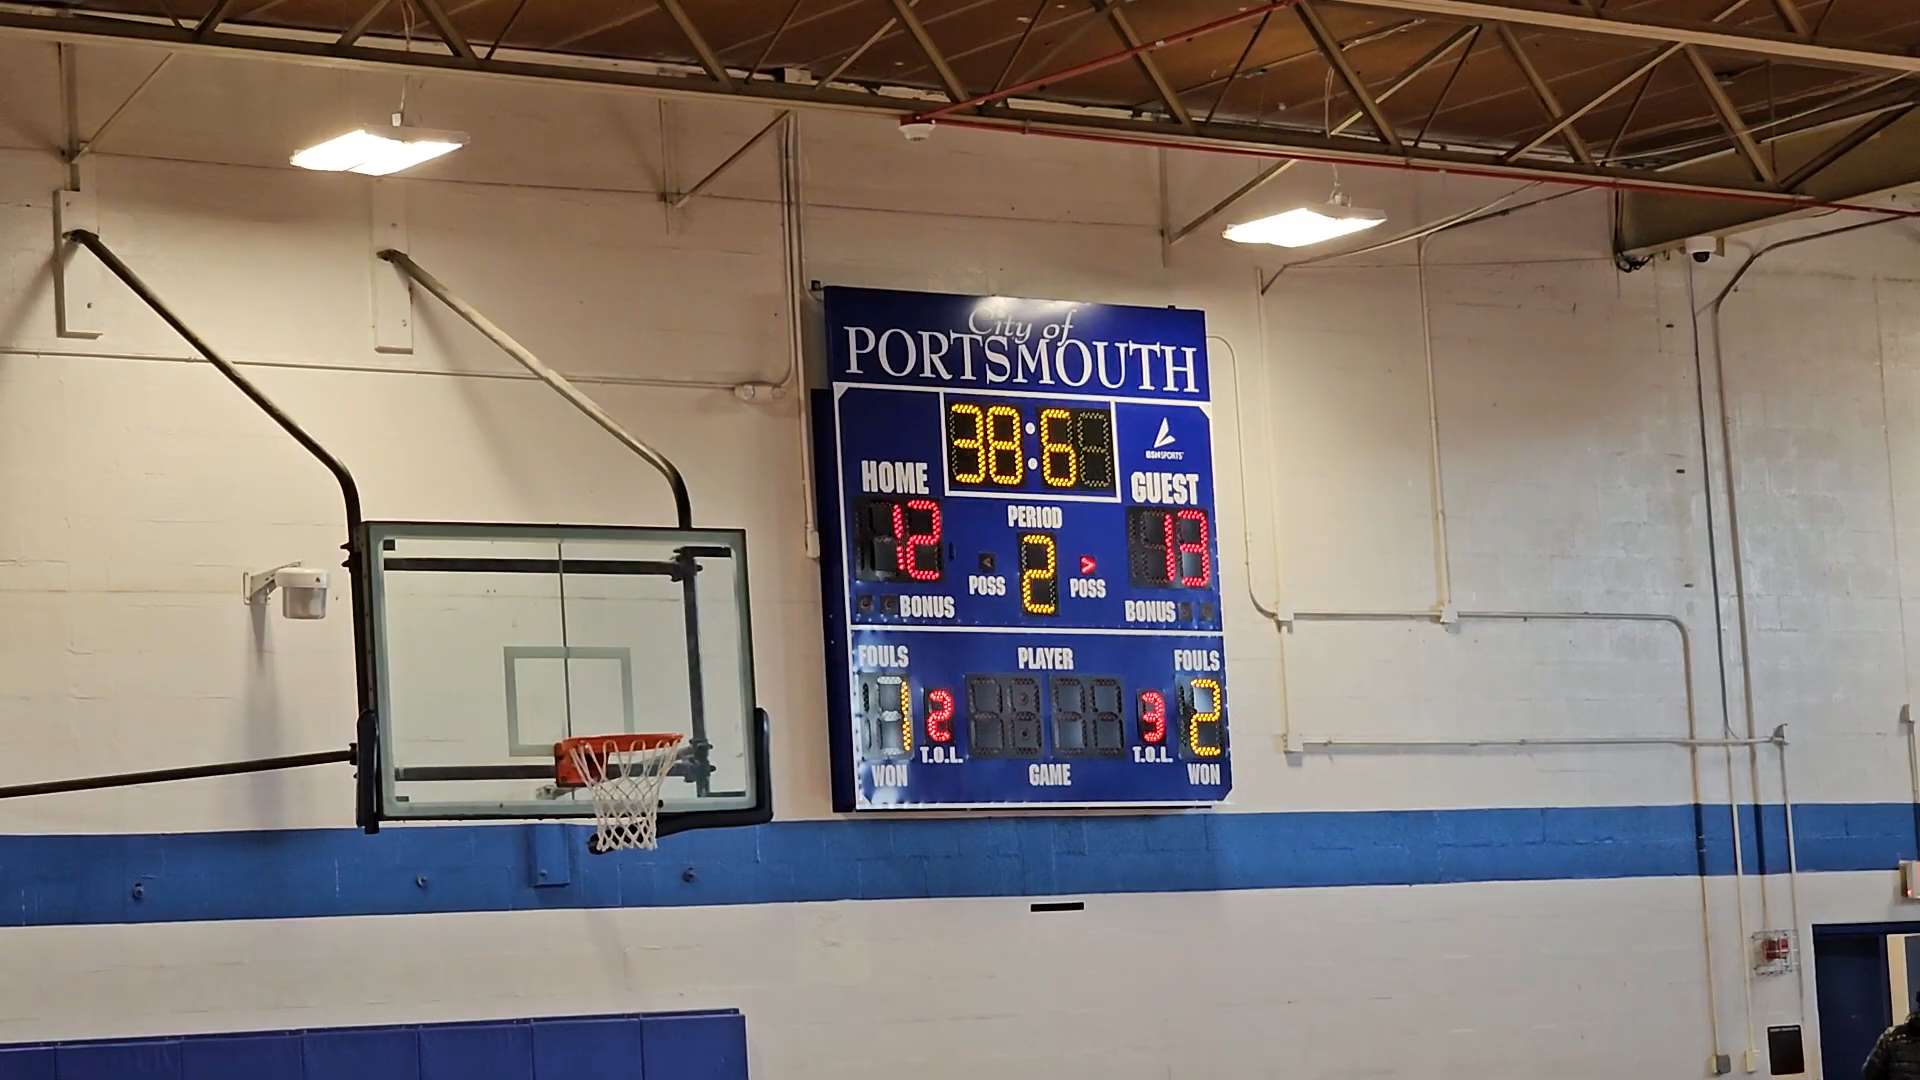 City of
PORTSMOUTH
38:6
BSN SPORTS
HOME
GUEST
12
PERIOD
13
2
POSS
>
POSS
BONUS
BONUS
FOULS
PLAYER
FOULS
1
2
3
2
T.O.L.
T.O.L.
WON
GAME
WON